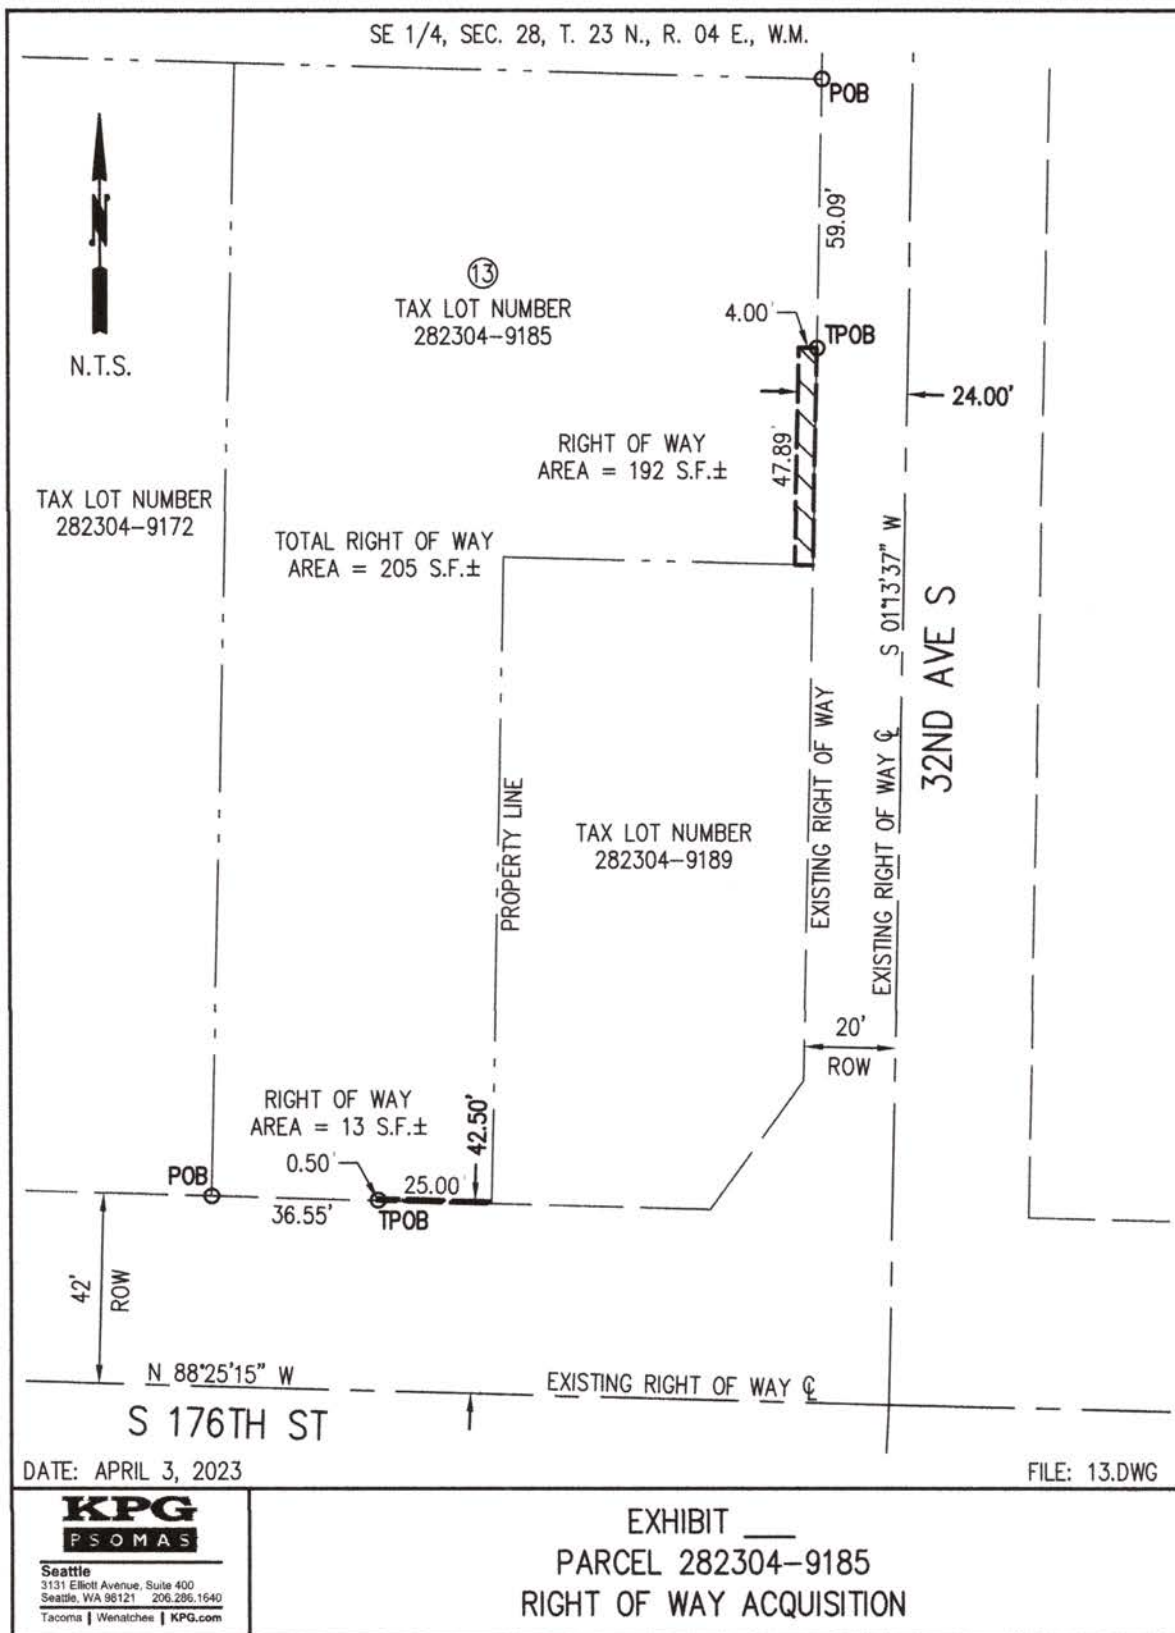 SE 1/4, SEC. 28, T. 23 N., R. 04 E., W.M.
POB
59.09'
N
N.T.S.
13
TAX LOT NUMBER
282304-9185
4.00'
TPOB
24.00'
RIGHT OF WAY
AREA = 192 S.F.±
47.89'
TAX LOT NUMBER
282304-9172
TOTAL RIGHT OF WAY
AREA = 205 S.F.±
S 01°13'37" W
32ND AVE S
EXISTING RIGHT OF WAY
EXISTING RIGHT OF WAY ℄
PROPERTY LINE
TAX LOT NUMBER
282304-9189
20'
ROW
RIGHT OF WAY
AREA = 13 S.F.±
42.50'
0.50'
25.00'
POB
36.55'
TPOB
42'
ROW
N 88°25'15" W
EXISTING RIGHT OF WAY ℄
S 176TH ST
DATE: APRIL 3, 2023
FILE: 13.DWG
KPG
PSOMAS
Seattle
3131 Elliott Avenue, Suite 400
Seattle, WA 98121 206.286.1640
Tacoma | Wenatchee | KPG.com
EXHIBIT ___
PARCEL 282304-9185
RIGHT OF WAY ACQUISITION